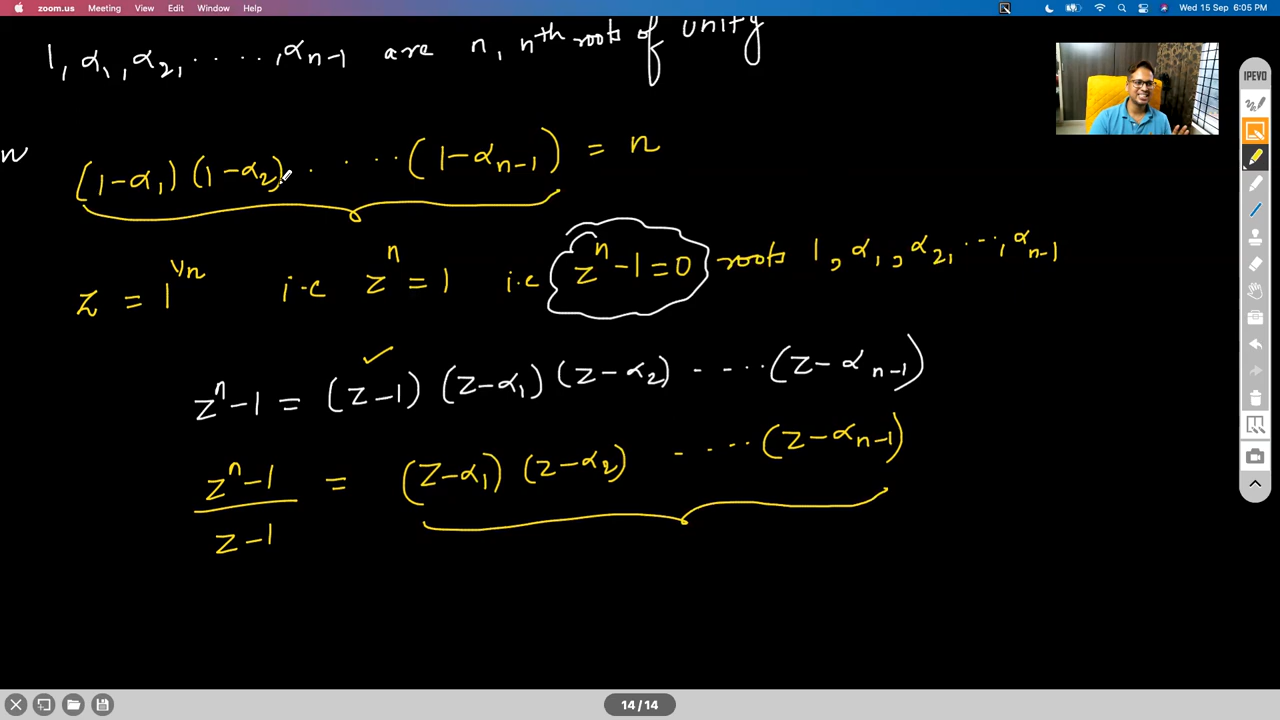 zoom.us Meeting View Edit Window Help Wed 15 Sep 6:05 PM
1, α₁, α₂, ·····, αₙ₋₁ are n, nᵗʰ roots of unity
IPEVO
n
(1-α₁) (1-α₂) · ···· (1-αₙ₋₁) = n
z = 1^(1/n) i.e zⁿ = 1 i.e zⁿ-1=0 roots 1, α₁, α₂, ···, αₙ₋₁
✓
zⁿ-1 = (z-1) (z-α₁) (z-α₂) ····· (z-αₙ₋₁)
(zⁿ-1)/(z-1) = (z-α₁) (z-α₂) ····· (z-αₙ₋₁)
14/14